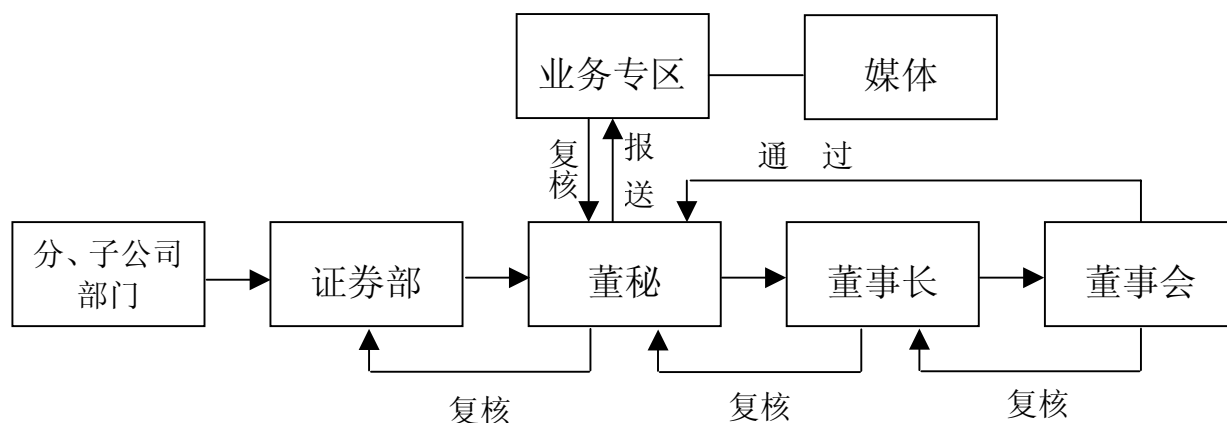 业务专区
媒体
复核
报送
通 过
分、子公司
部门
证券部
董秘
董事长
董事会
复核
复核
复核